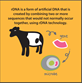 rDNA is a form of artificial DNA that is
created by combining two or more
sequences that would not normally occur
together, using rDNA technology.